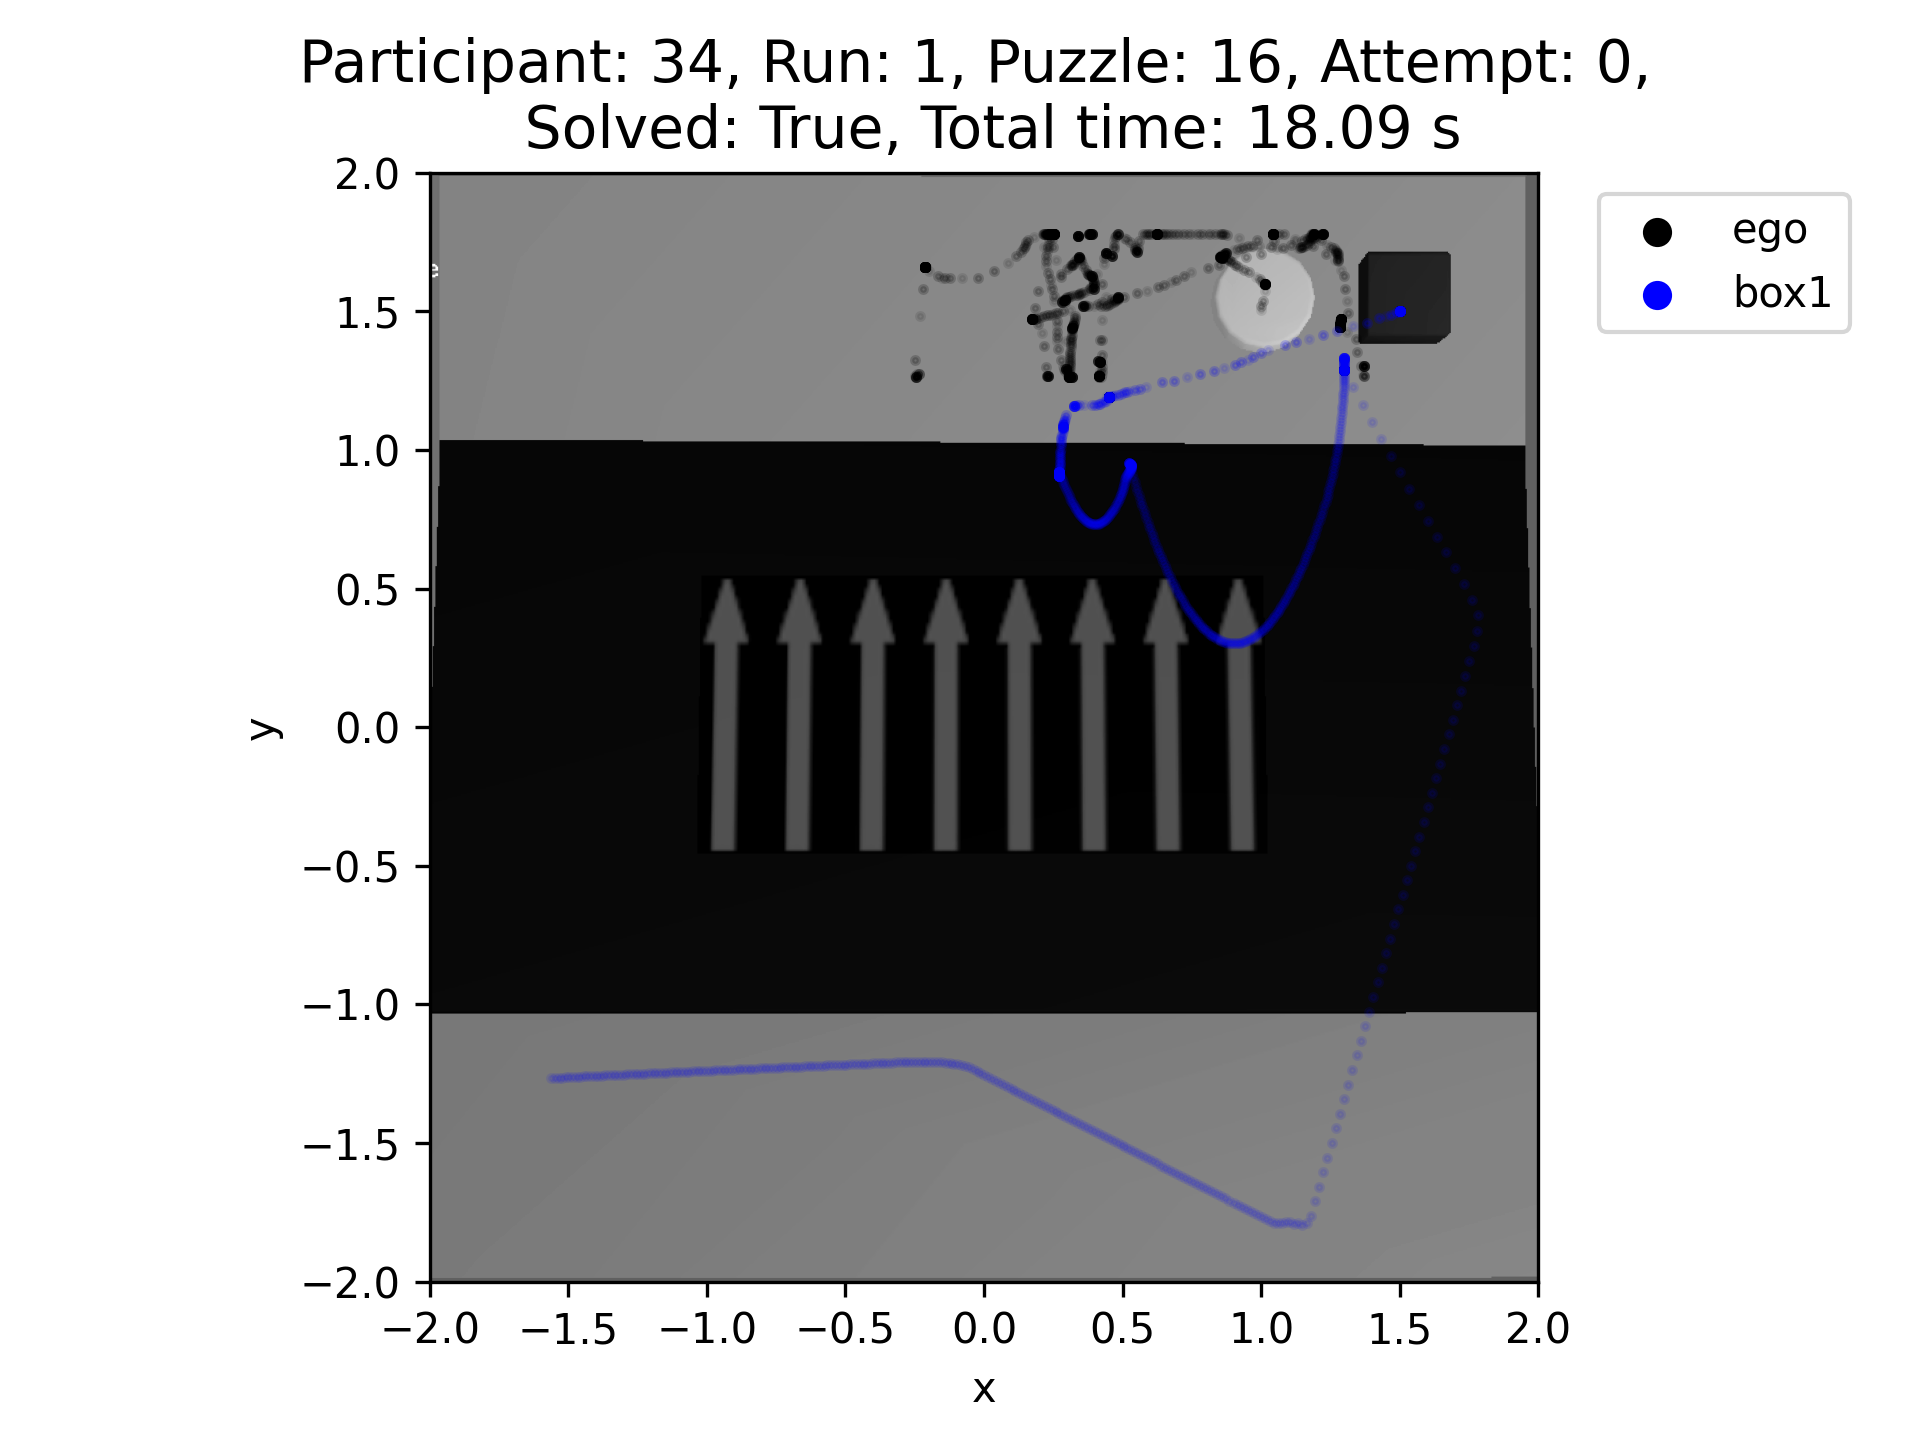 Participant: 34, Run: 1, Puzzle: 16, Attempt: 0,
Solved: True, Total time: 18.09 s
ego
box1
2.0
1.5
1.0
0.5
0.0
−0.5
−1.0
−1.5
−2.0
y
−2.0 −1.5 −1.0 −0.5 0.0 0.5 1.0 1.5 2.0
x